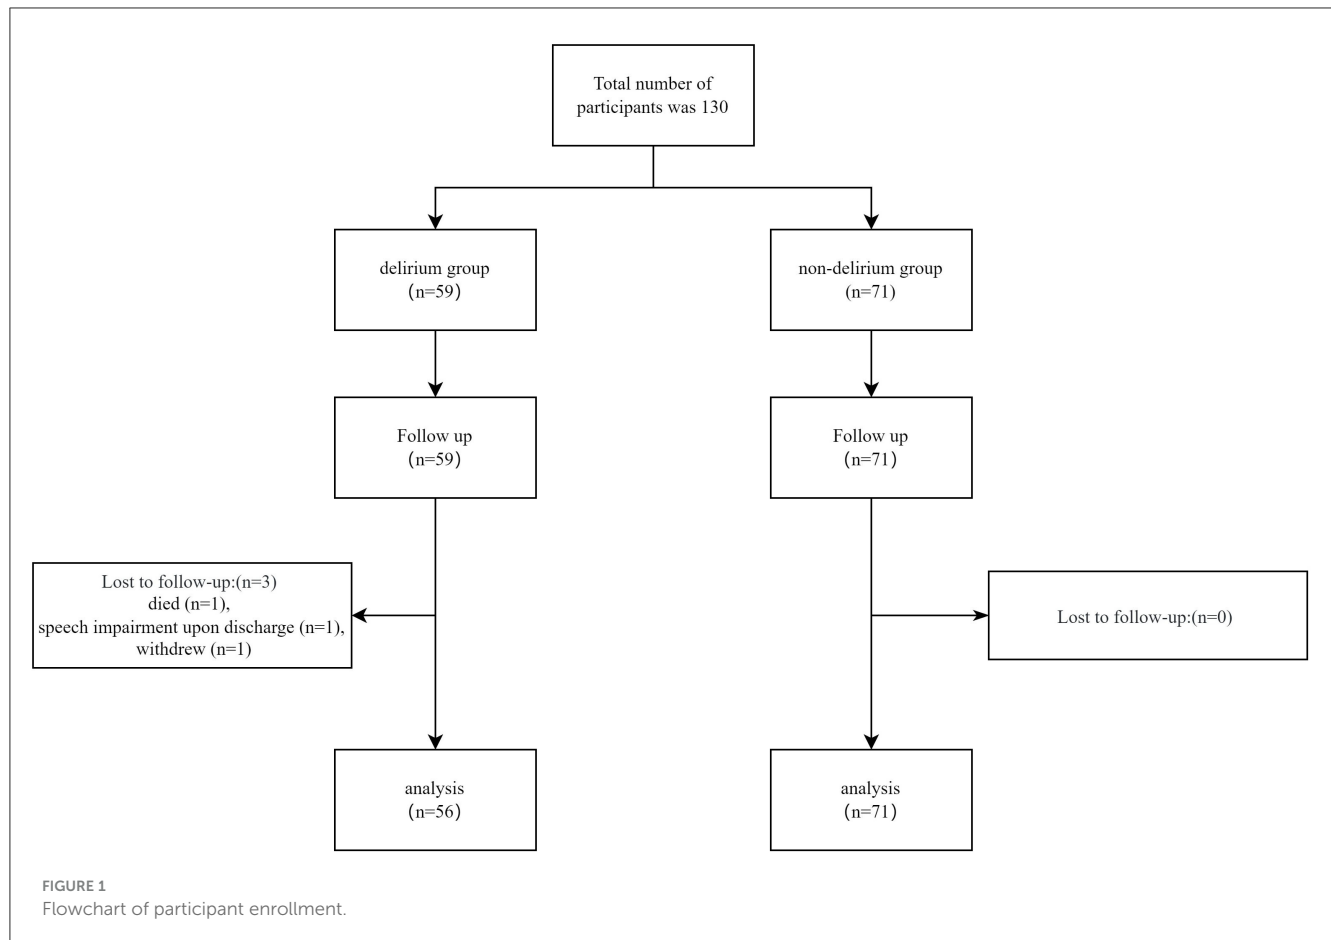 Total number of
participants was 130
delirium group
（n=59）
non-delirium group
(n=71)
Follow up
（n=59）
Follow up
（n=71）
Lost to follow-up:(n=3)
died (n=1),
speech impairment upon discharge (n=1),
withdrew (n=1)
Lost to follow-up:(n=0)
analysis
（n=56）
analysis
（n=71）
FIGURE 1
Flowchart of participant enrollment.